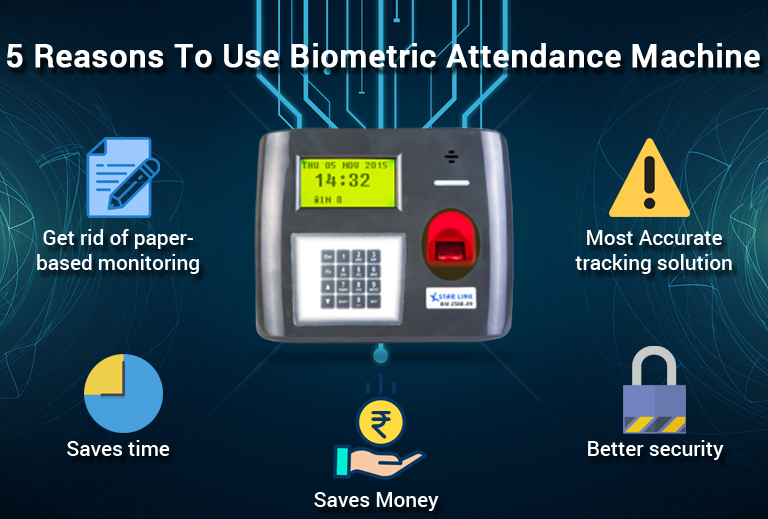 5 Reasons To Use Biometric Attendance Machine
THU 05 NOV 2015
14:32
Get rid of paper-
based monitoring
Most Accurate
tracking solution
STAR LINK
Saves time
₹
Better security
Saves Money